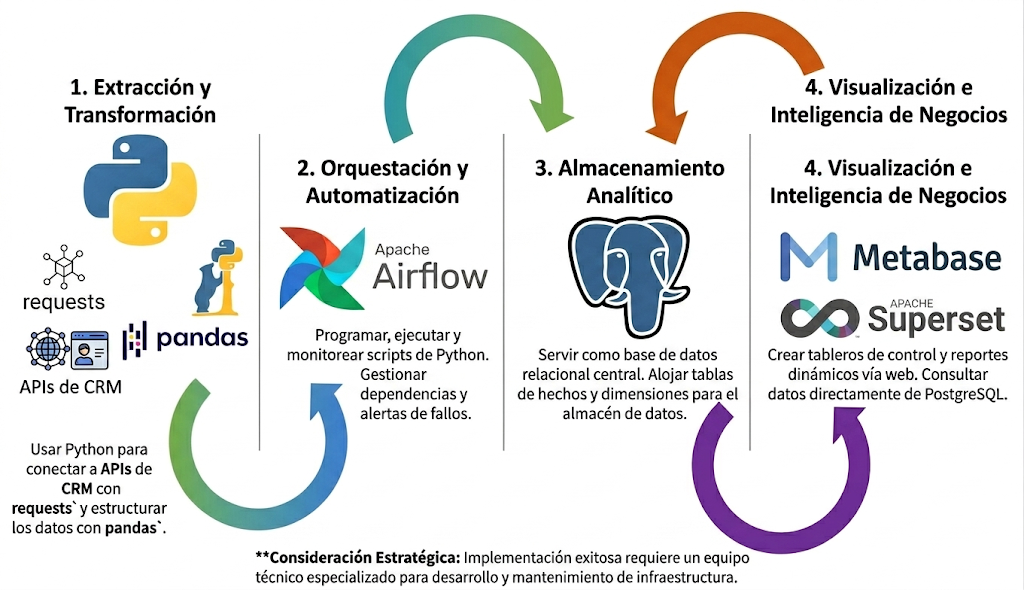 1. Extracción y
Transformación
requests
pandas
APIs de CRM
Usar Python para
conectar a APIs de
CRM con
requests` y estructurar
los datos con pandas`.
2. Orquestación y
Automatización
Apache
Airflow
Programar, ejecutar y
monitorear scripts de Python.
Gestionar
dependencias y
alertas de fallos.
3. Almacenamiento
Analítico
Servir como base de datos
relacional central. Alojar tablas
de hechos y dimensiones para el
almacén de datos.
4. Visualización e
Inteligencia de Negocios
4. Visualización e
Inteligencia de Negocios
Metabase
APACHE
Superset
Crear tableros de control y reportes
dinámicos vía web. Consultar
datos directamente de PostgreSQL.
**Consideración Estratégica: Implementación exitosa requiere un equipo
técnico especializado para desarrollo y mantenimiento de infraestructura.